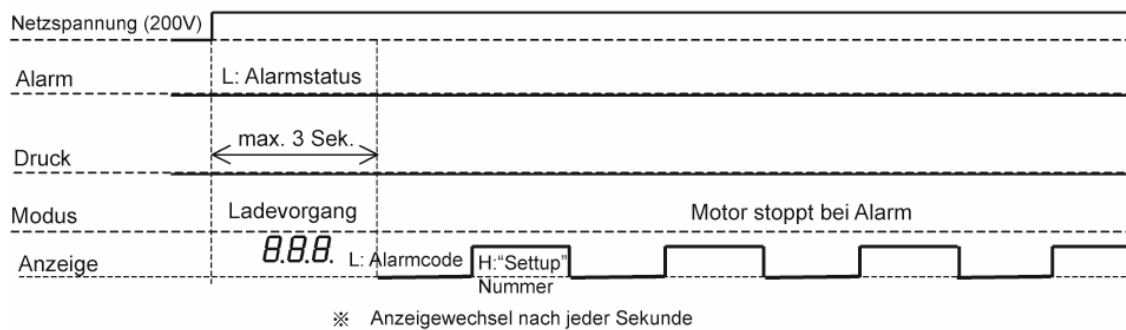 Netzspannung (200V)
Alarm L: Alarmstatus
max. 3 Sek.
Druck
Modus Ladevorgang Motor stoppt bei Alarm
8.8.8.
Anzeige L: Alarmcode H:“Settup”
Nummer
※ Anzeigewechsel nach jeder Sekunde